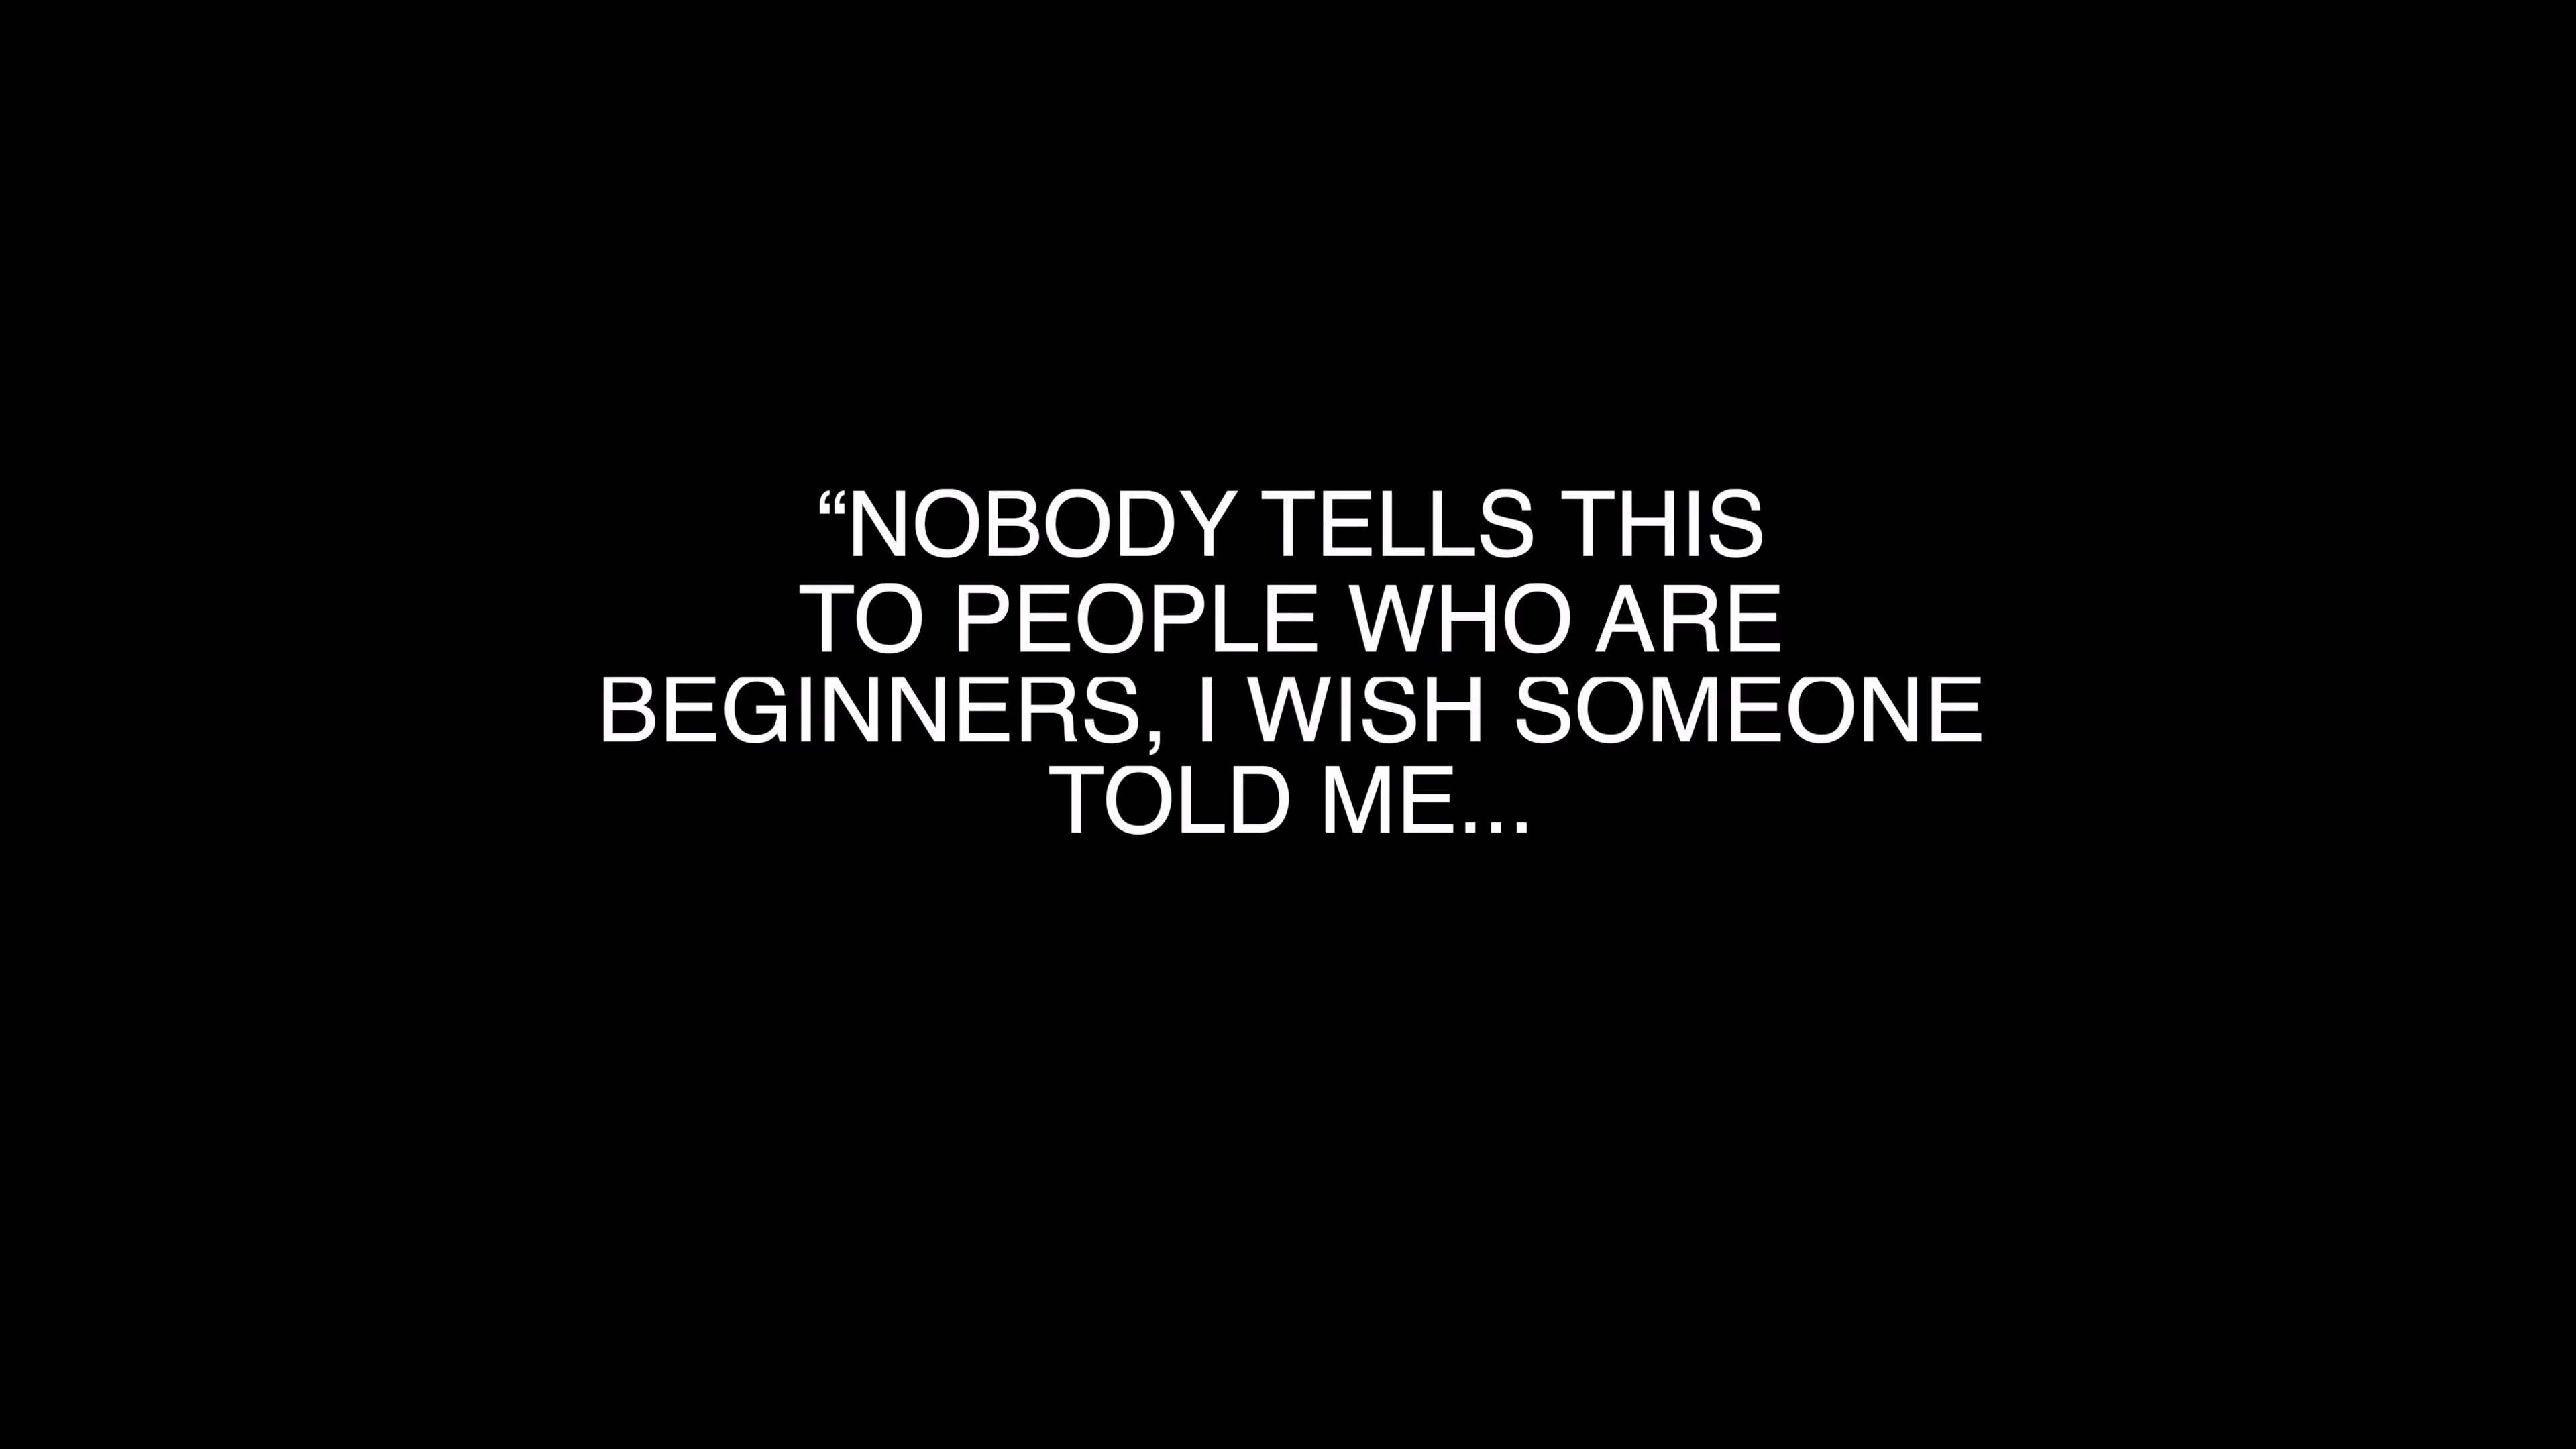 “NOBODY TELLS THIS
TO PEOPLE WHO ARE
BEGINNERS, I WISH SOMEONE
TOLD ME...